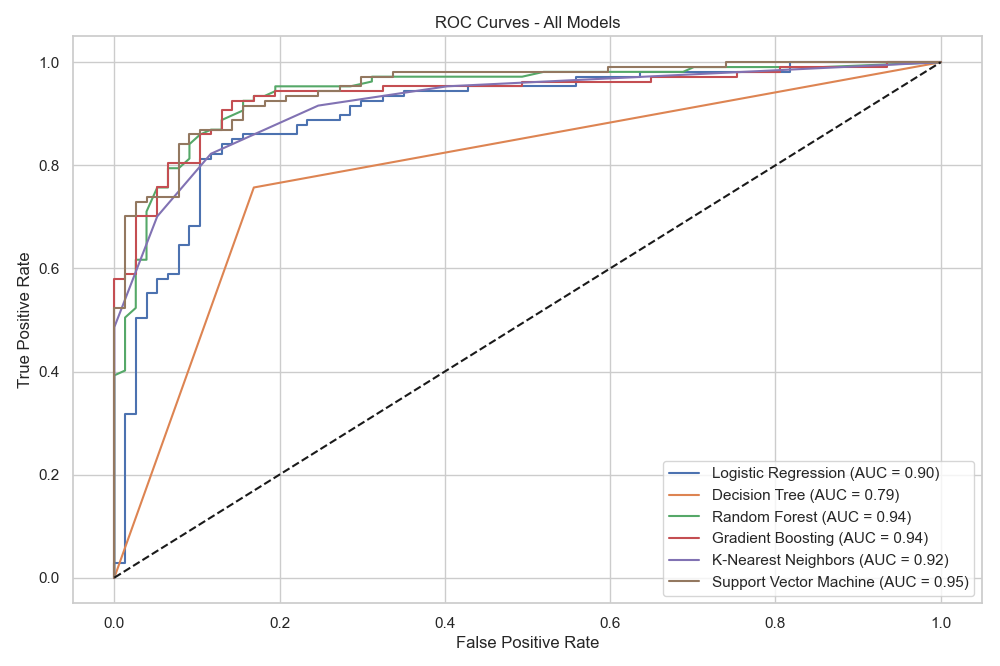 ROC Curves - All Models
True Positive Rate
1.0
0.8
0.6
0.4
0.2
0.0
0.0 0.2 0.4 0.6 0.8 1.0
False Positive Rate
Logistic Regression (AUC = 0.90)
Decision Tree (AUC = 0.79)
Random Forest (AUC = 0.94)
Gradient Boosting (AUC = 0.94)
K-Nearest Neighbors (AUC = 0.92)
Support Vector Machine (AUC = 0.95)